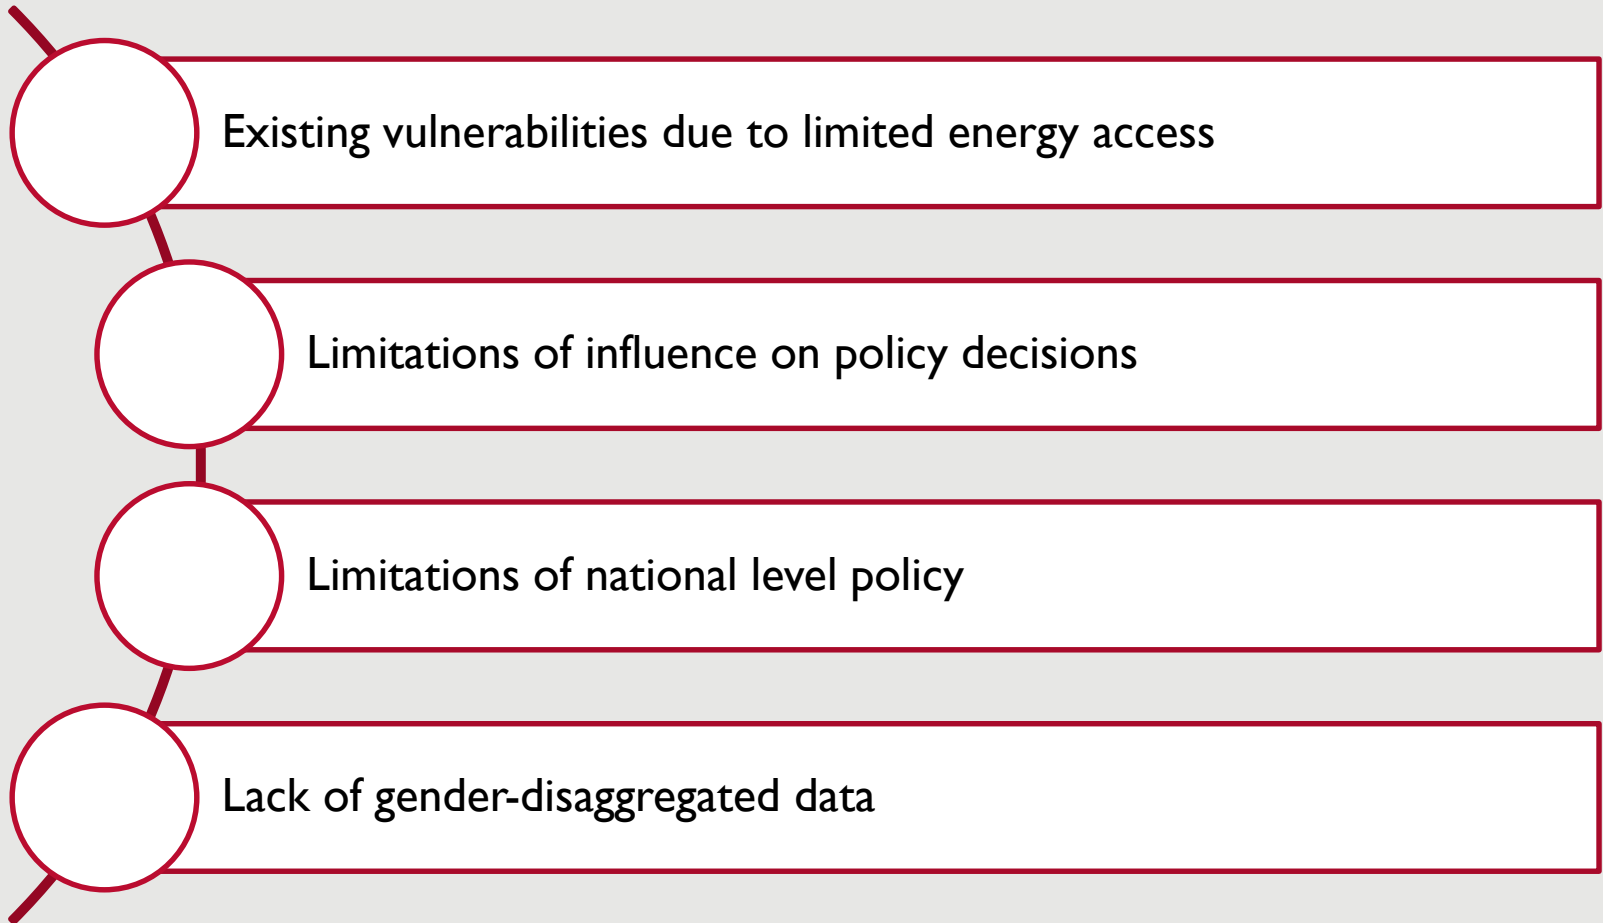 Existing vulnerabilities due to limited energy access
Limitations of influence on policy decisions
Limitations of national level policy
Lack of gender-disaggregated data